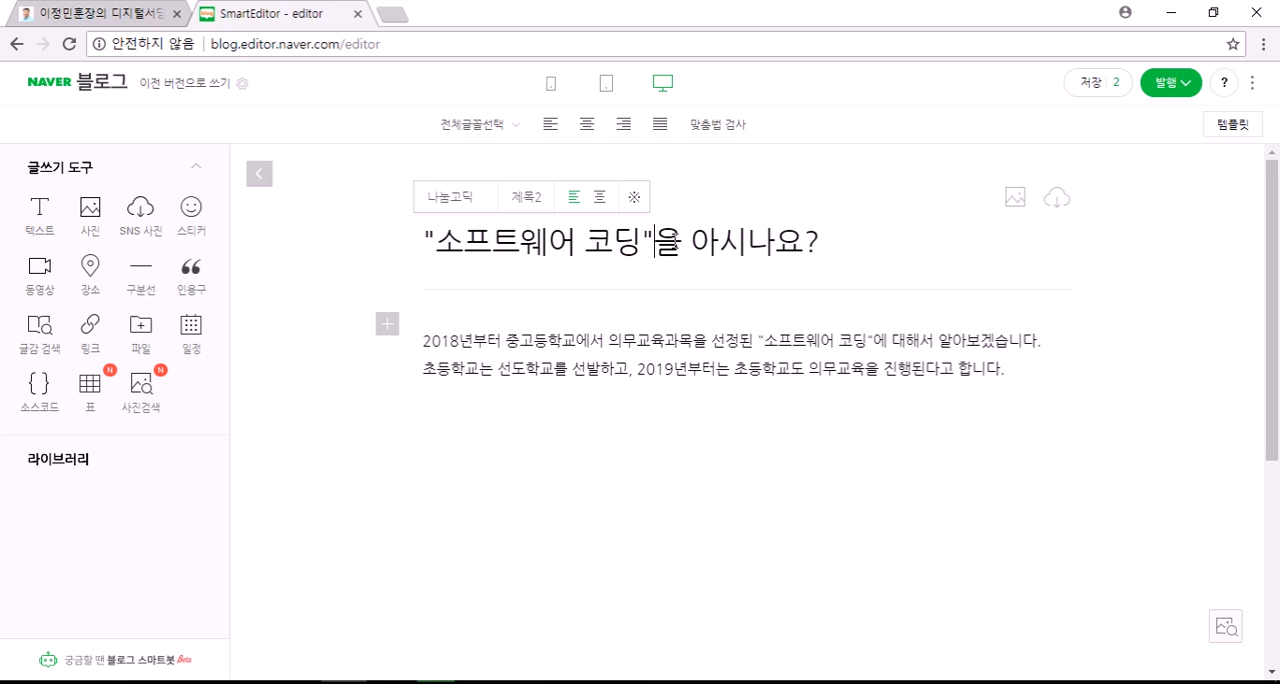 이정민훈장의 디지털서당
SmartEditor - editor
안전하지 않음 blog.editor.naver.com/editor
NAVER 블로그 이전 버전으로 쓰기
저장 2 발행 ?
전체글꼴선택 맞춤법 검사 템플릿
글쓰기 도구
텍스트 사진 SNS 사진 스티커
동영상 장소 구분선 인용구
글감 검색 링크 파일 일정
N N
소스코드 표 사진검색
라이브러리
궁금할 땐 블로그 스마트봇 Beta
나눔고딕 제목2
"소프트웨어 코딩"을 아시나요?
2018년부터 중고등학교에서 의무교육과목을 선정된 "소프트웨어 코딩"에 대해서 알아보겠습니다.
초등학교는 선도학교를 선발하고, 2019년부터는 초등학교도 의무교육을 진행된다고 합니다.